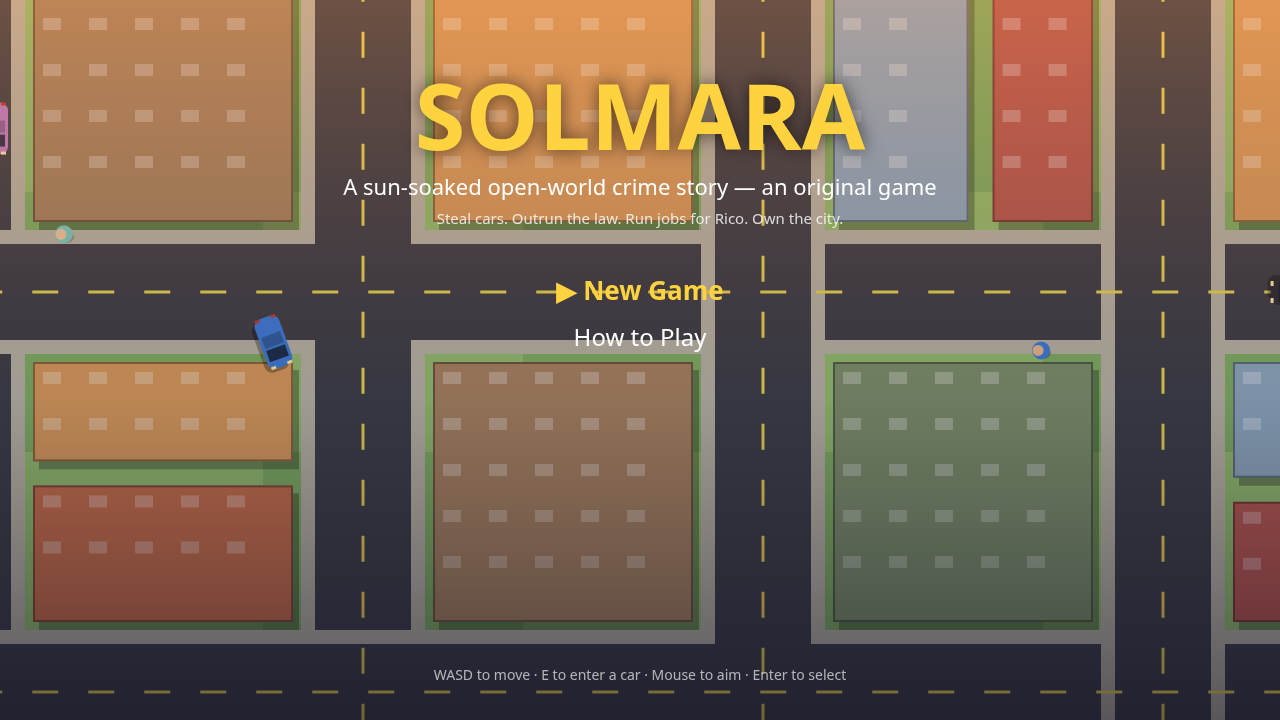 SOLMARA
A sun-soaked open-world crime story — an original game
Steal cars. Outrun the law. Run jobs for Rico. Own the city.
▶ New Game
How to Play
WASD to move · E to enter a car · Mouse to aim · Enter to select